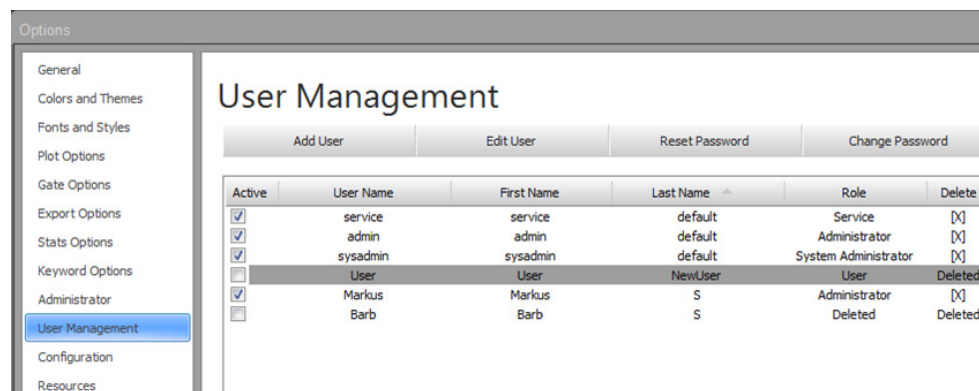 Options
General
Colors and Themes
Fonts and Styles
Plot Options
Gate Options
Export Options
Stats Options
Keyword Options
Administrator
User Management
Configuration
Resources
User Management
Add User Edit User Reset Password Change Password
Active User Name First Name Last Name Role Delete
service service default Service [X]
admin admin default Administrator [X]
sysadmin sysadmin default System Administrator [X]
User User NewUser User Deleted
Markus Markus S Administrator [X]
Barb Barb S Deleted Deleted